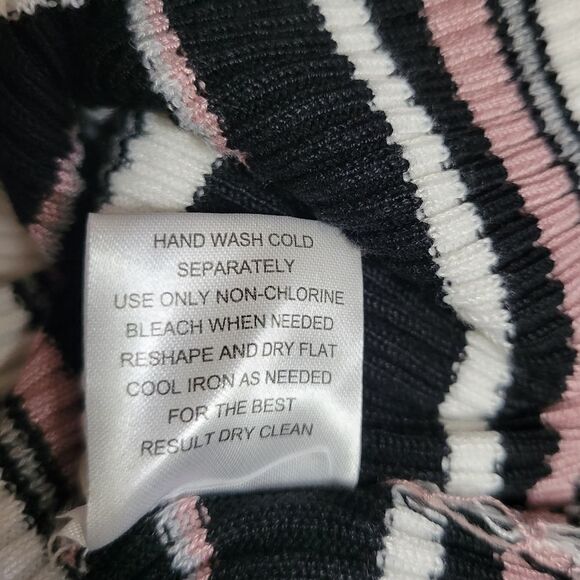 HAND WASH COLD
SEPARATELY
USE ONLY NON-CHLORINE
BLEACH WHEN NEEDED
RESHAPE AND DRY FLAT
COOL IRON AS NEEDED
FOR THE BEST
RESULT DRY CLEAN